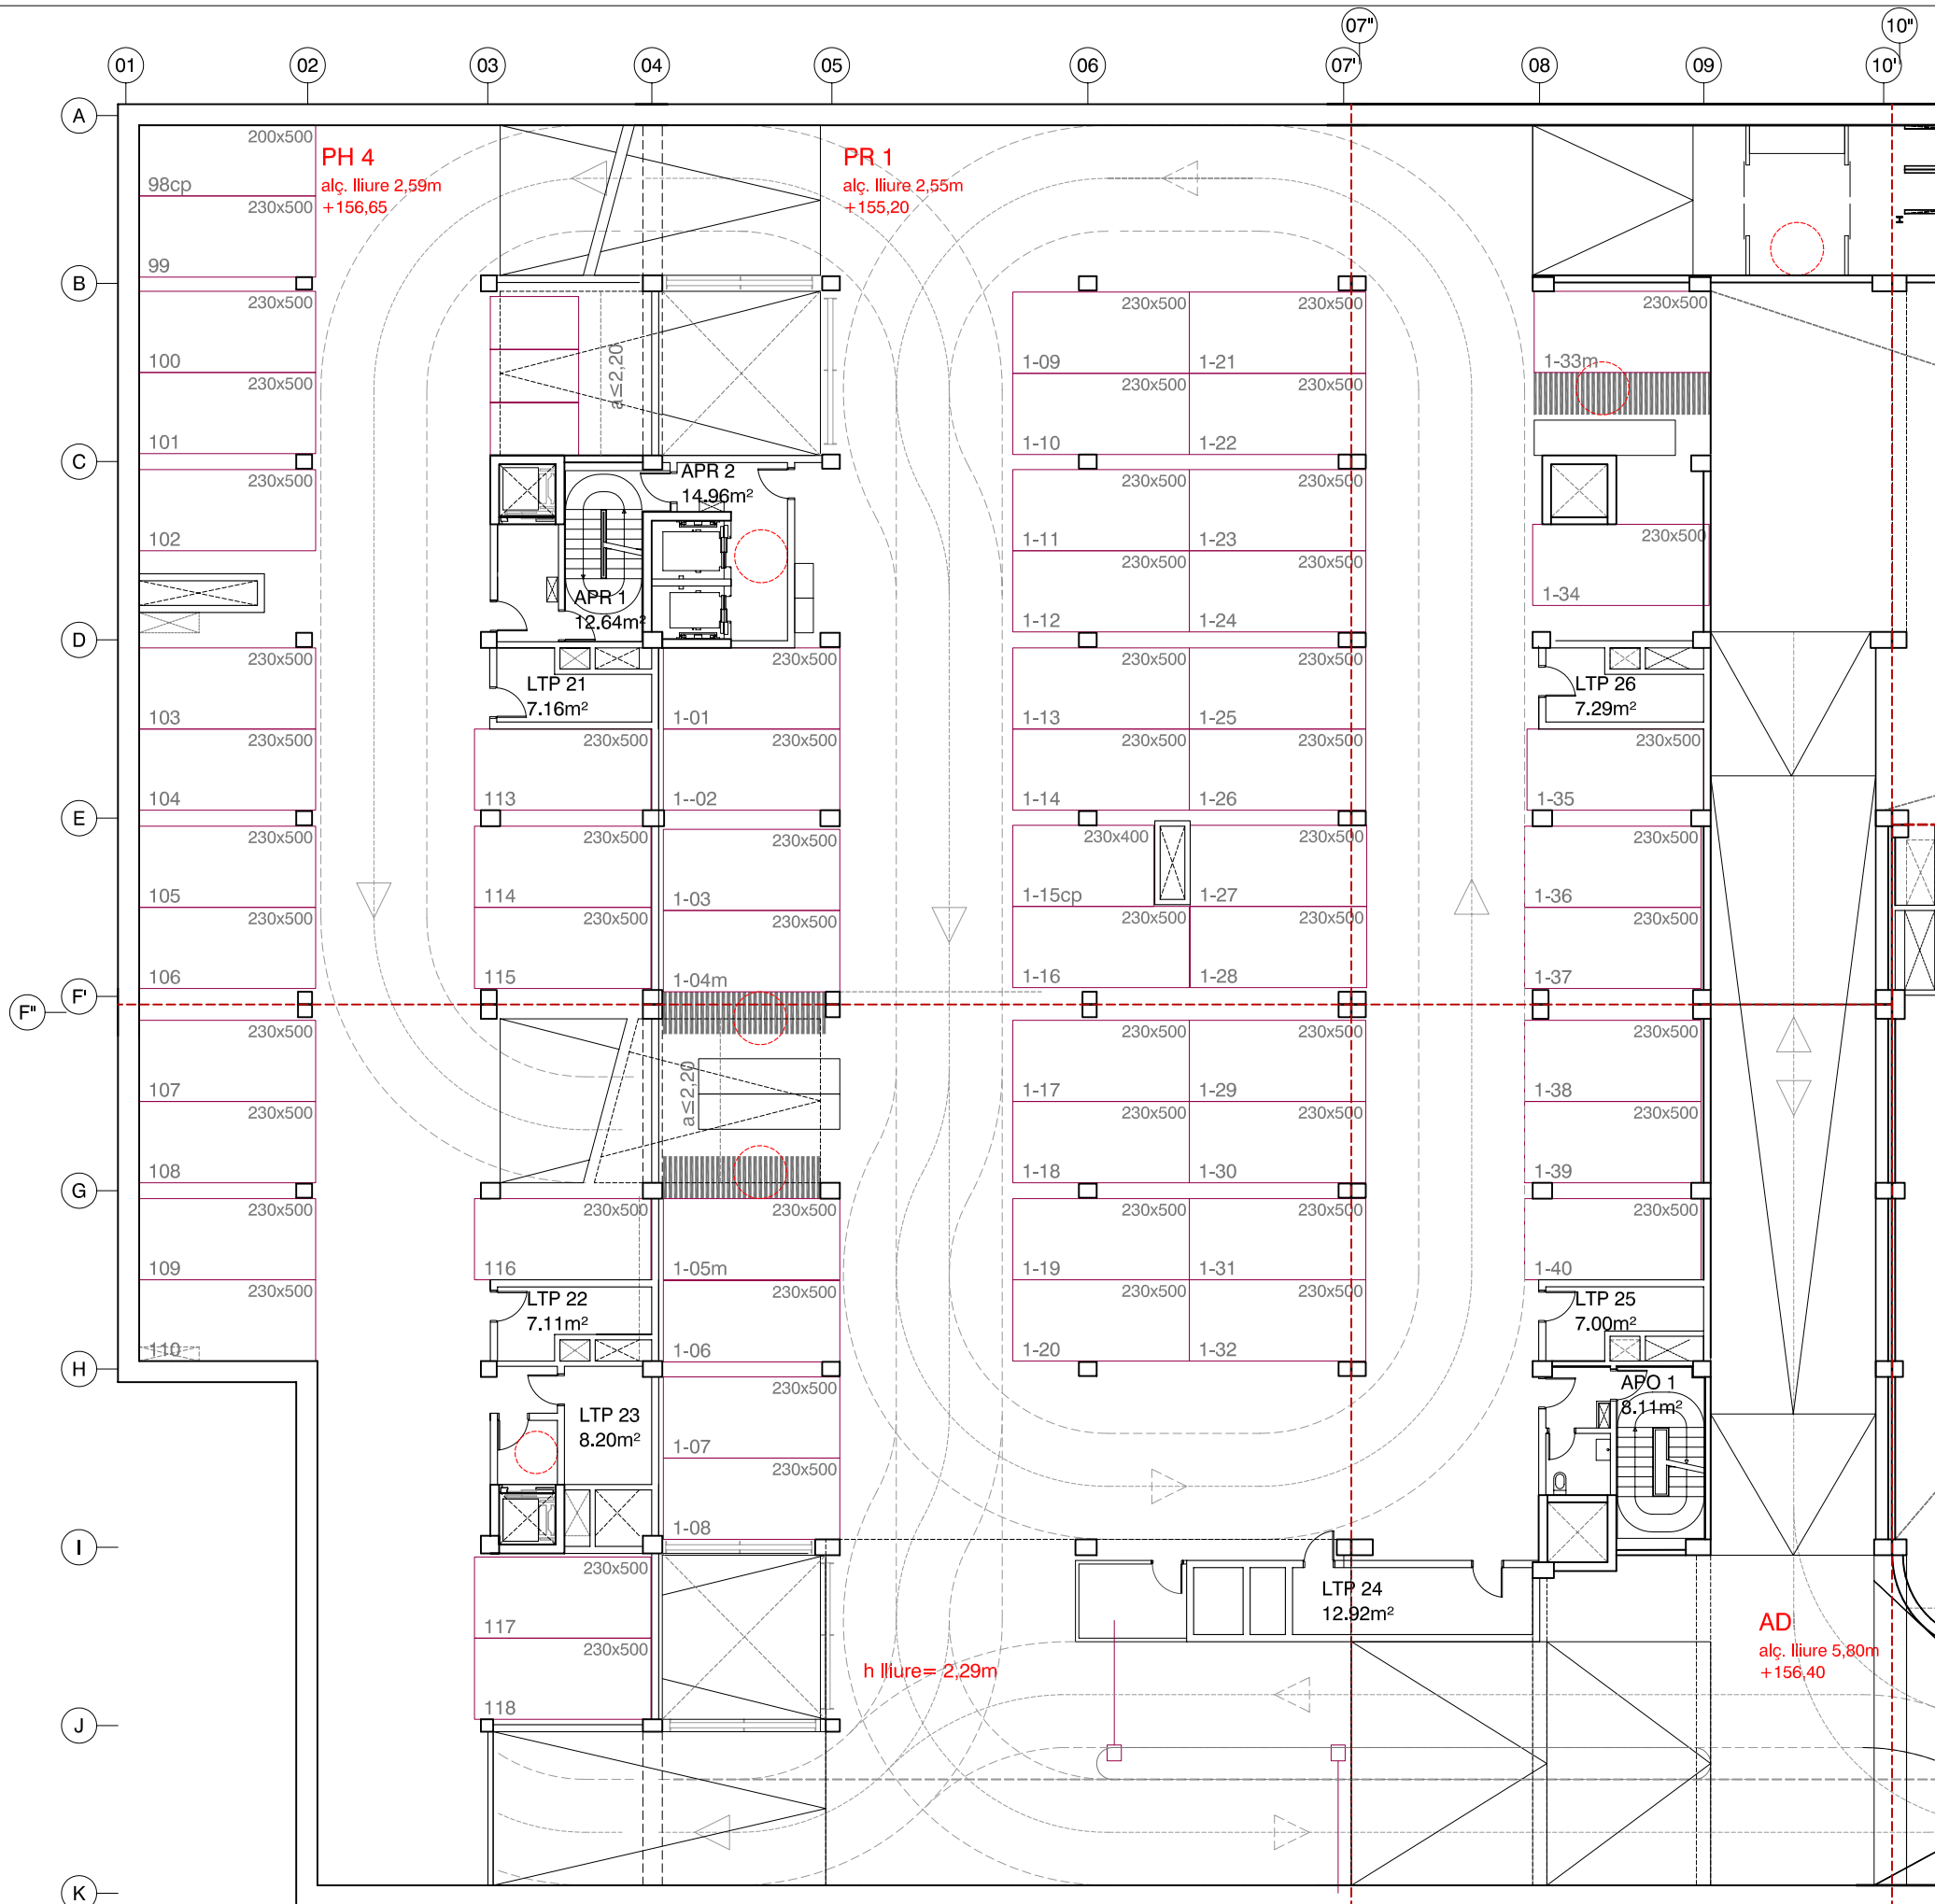 07"
10"
01
02
03
04
05
06
07'
08
09
10'
A
200x500
PH 4
alç. lliure 2,59m
+156,65
PR 1
alç. lliure 2,55m
+155,20
98cp
230x500
99
B
230x500
230x500
230x500
230x500
100
a≤2,20
1-09
1-21
1-33m
230x500
230x500
230x500
101
1-10
1-22
C
230x500
APR 2
14.96m²
230x500
230x500
102
1-11
1-23
230x500
230x500
230x500
APR 1
12.64m²
1-34
1-12
1-24
D
230x500
230x500
230x500
230x500
LTP 21
7.16m²
LTP 26
7.29m²
103
1-01
1-13
1-25
230x500
230x500
230x500
230x500
230x500
230x500
104
113
1--02
1-14
1-26
1-35
E
230x500
230x500
230x500
230x400
230x500
230x500
105
114
1-03
1-15cp
1-27
1-36
230x500
230x500
230x500
230x500
230x500
230x500
106
115
1-04m
1-16
1-28
1-37
F'
F"
230x500
230x500
230x500
230x500
107
a≤2,20
1-17
1-29
1-38
230x500
230x500
230x500
230x500
108
1-18
1-30
1-39
G
230x500
230x500
230x500
230x500
230x500
230x500
109
116
1-05m
1-19
1-31
1-40
230x500
230x500
230x500
230x500
LTP 22
7.11m²
LTP 25
7.00m²
110
1-06
1-20
1-32
H
230x500
APO 1
8.11m²
LTP 23
8.20m²
1-07
230x500
1-08
I
230x500
LTP 24
12.92m²
117
AD
alç. lliure 5,80m
+156,40
230x500
h lliure= 2,29m
118
J
K